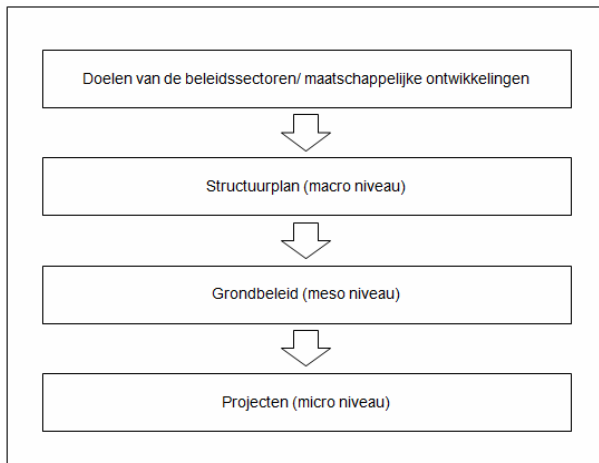 Doelen van de beleidssectoren/ maatschappelijke ontwikkelingen
Structuurplan (macro niveau)
Grondbeleid (meso niveau)
Projecten (micro niveau)